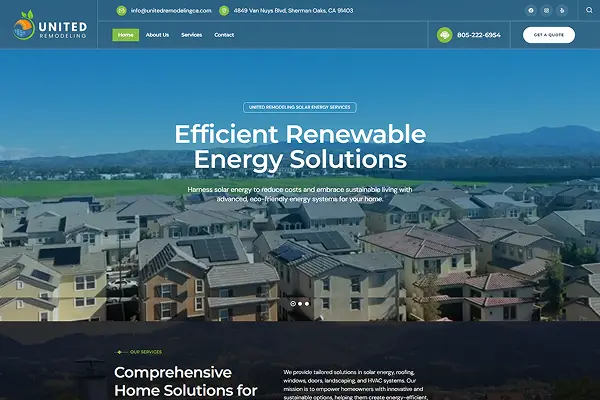 UNITED
REMODELING
info@unitedremodelingca.com
4849 Van Nuys Blvd, Sherman Oaks, CA 91403
Home
About Us
Services
Contact
805-222-6954
GET A QUOTE
UNITED REMODELING SOLAR ENERGY SERVICES
Efficient Renewable
Energy Solutions
Harness solar energy to reduce costs and embrace sustainable living with
advanced, eco-friendly energy systems for your home.
OUR SERVICES
Comprehensive
Home Solutions for
We provide tailored solutions in solar energy, roofing,
windows, doors, landscaping, and HVAC systems. Our
mission is to empower homeowners with innovative and
sustainable options, helping them create energy-efficient,